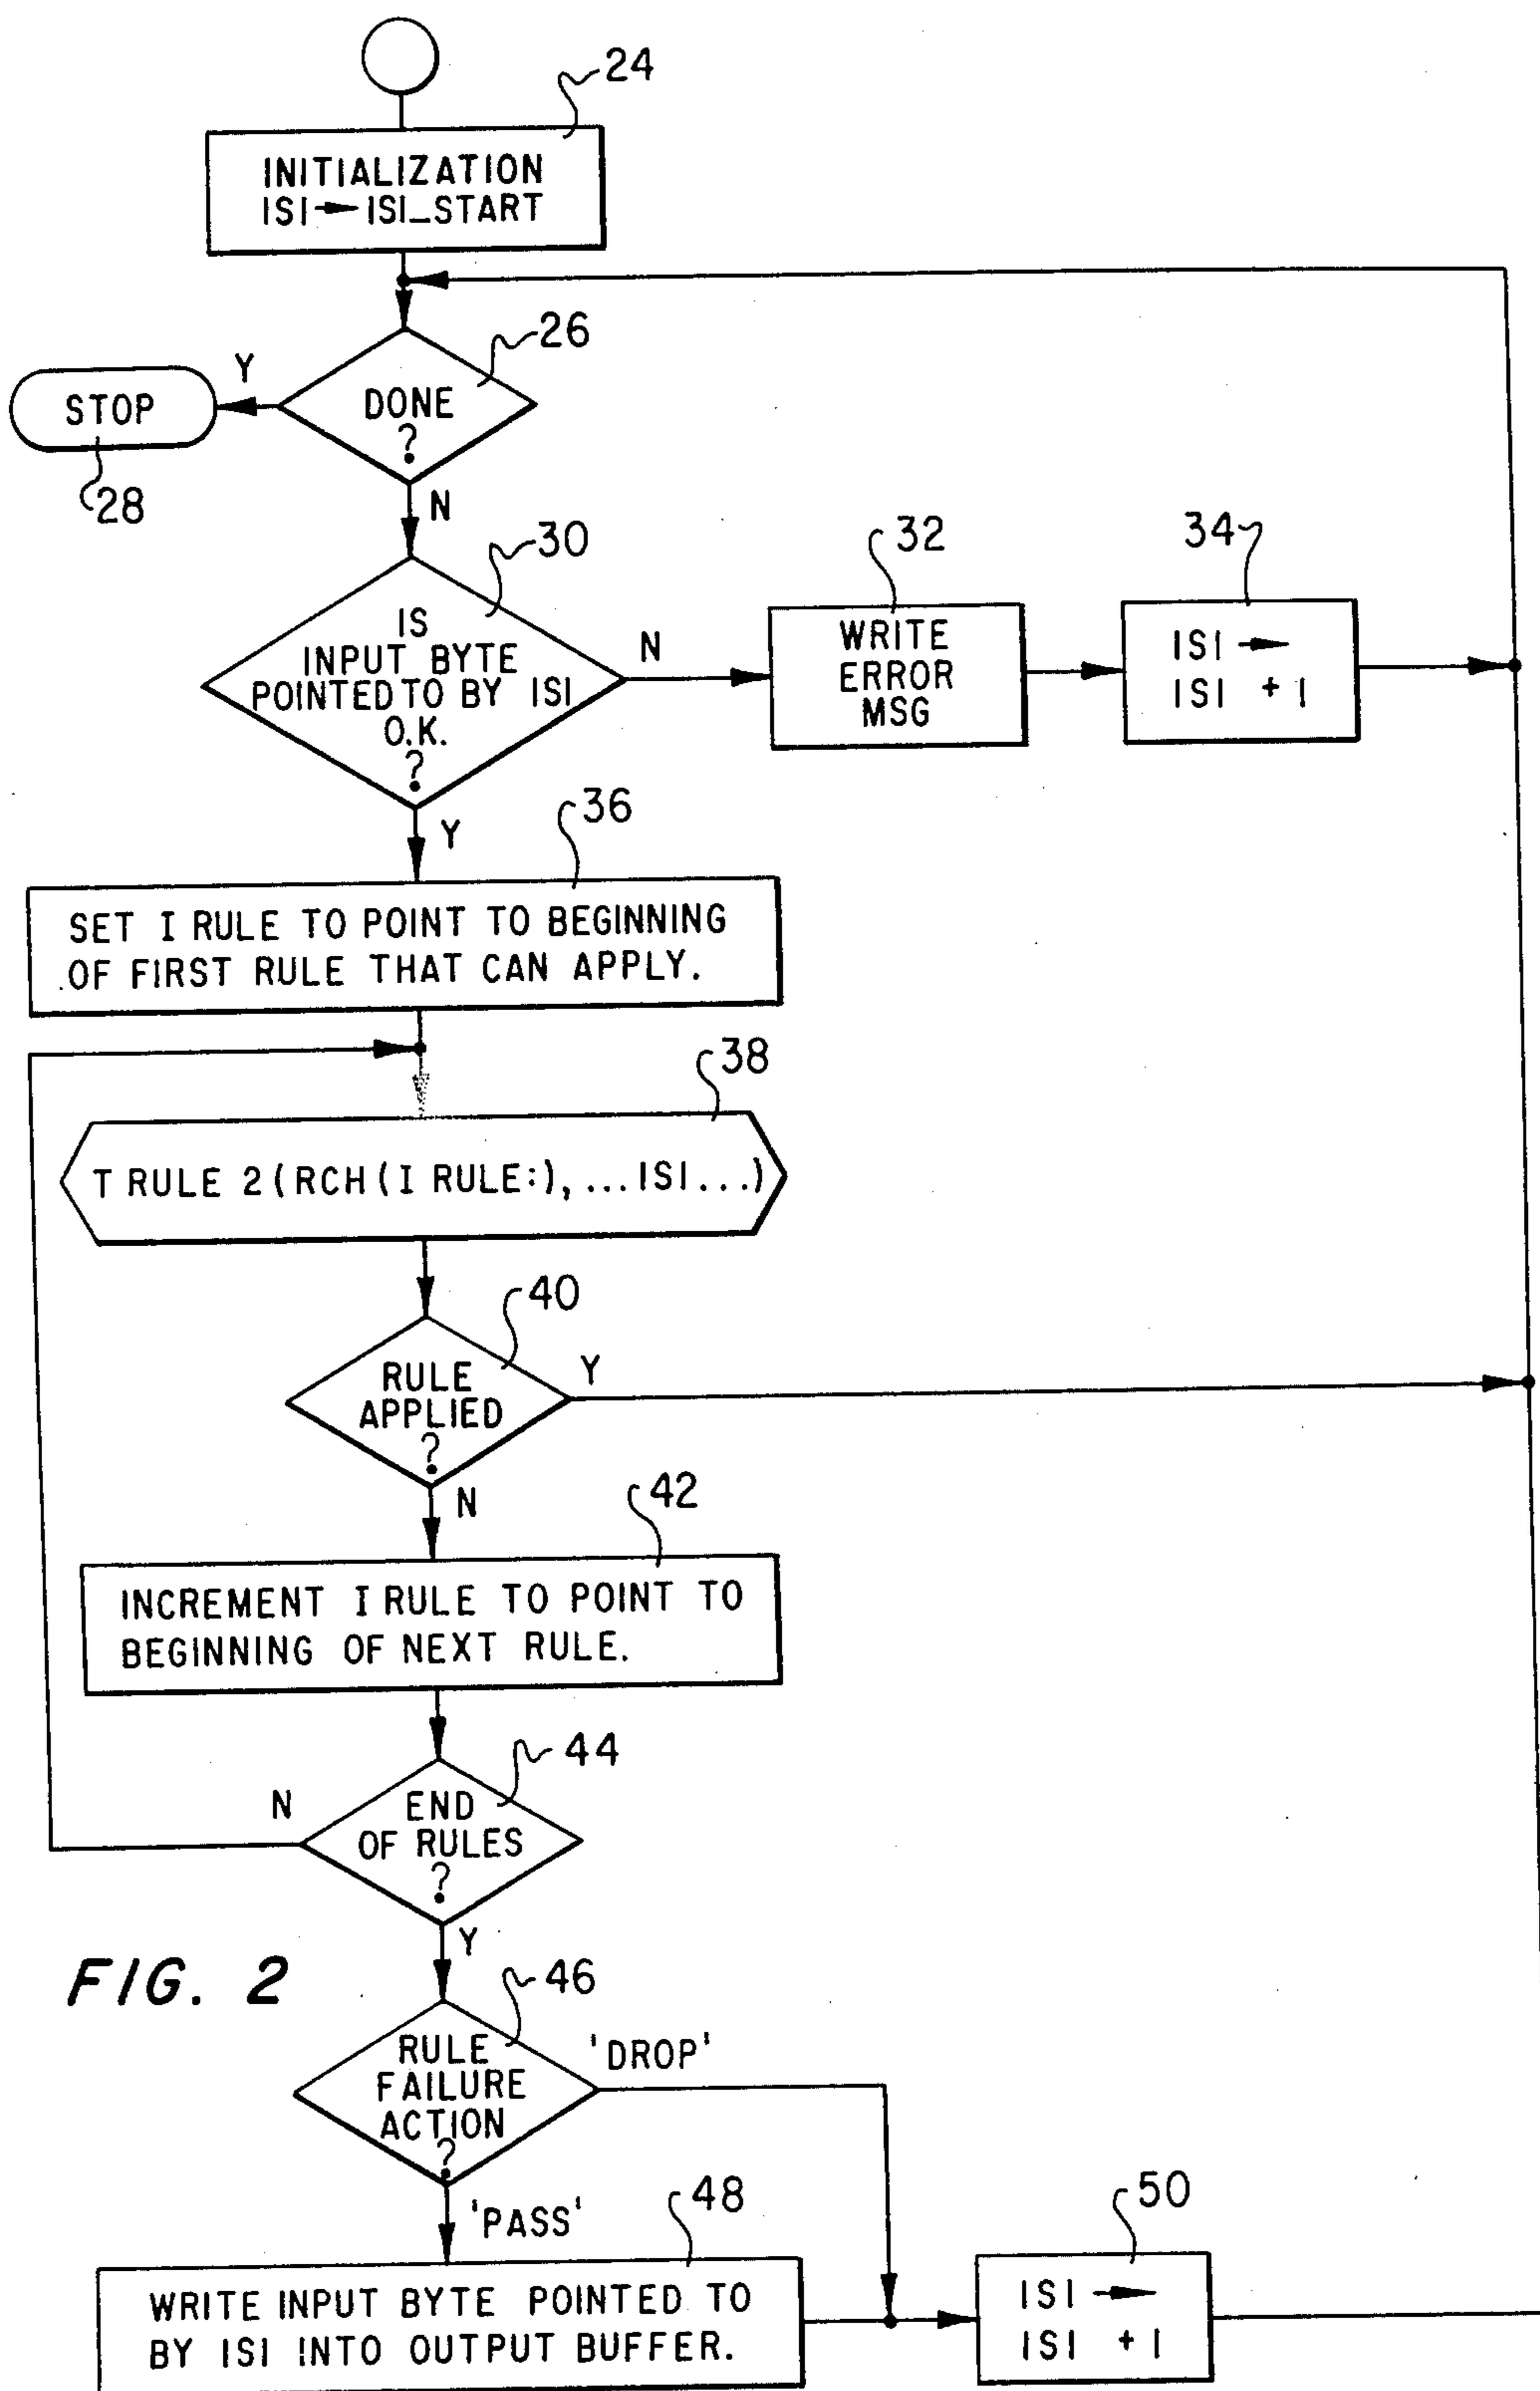 24
INITIALIZATION
ISI → ISI_START
26
Y
DONE
?
STOP
28
N
30
IS
INPUT BYTE
POINTED TO BY ISI
O.K.
?
N
32
WRITE
ERROR
MSG
34
ISI →
ISI + 1
Y
36
SET I RULE TO POINT TO BEGINNING
OF FIRST RULE THAT CAN APPLY.
38
T RULE 2 (RCH (I RULE:), ...ISI...)
40
RULE
APPLIED
?
Y
N
42
INCREMENT I RULE TO POINT TO
BEGINNING OF NEXT RULE.
44
N
END
OF RULES
?
Y
FIG. 2
46
RULE
FAILURE
ACTION
?
'DROP'
'PASS'
48
WRITE INPUT BYTE POINTED TO
BY ISI INTO OUTPUT BUFFER.
50
ISI →
ISI + 1